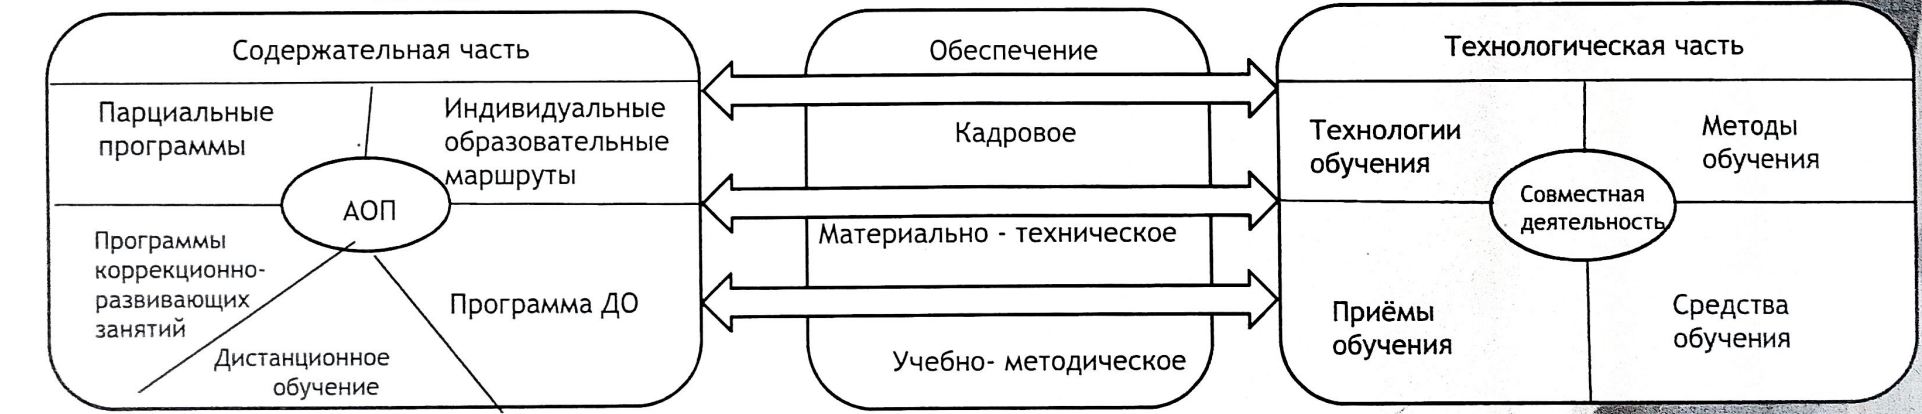 Содержательная часть
Парциальные
программы
Индивидуальные
образовательные
маршруты
АОП
Программы
коррекционно-
развивающих
занятий
Дистанционное
обучение
Программа ДО
Обеспечение
Кадровое
Материально - техническое
Учебно- методическое
Технологическая часть
Технологии
обучения
Методы
обучения
Совместная
деятельность
Приёмы
обучения
Средства
обучения